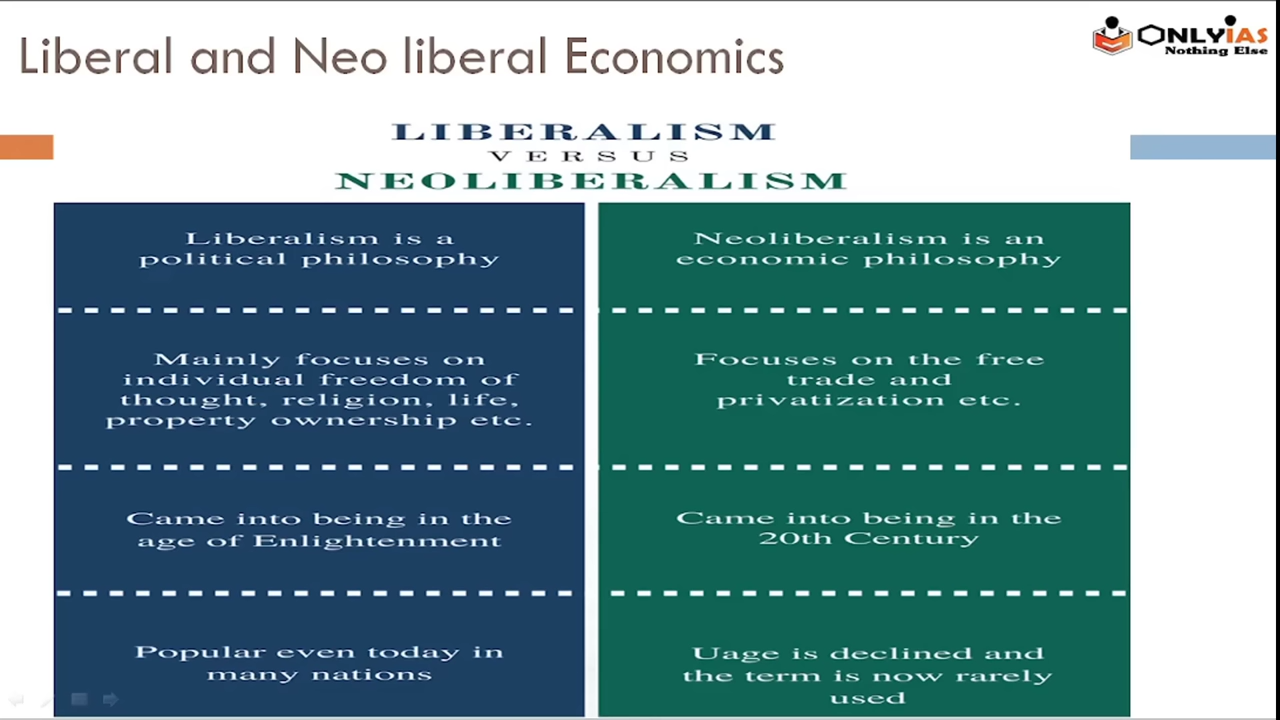 Liberal and Neo liberal Economics
ONLYIAS
Nothing Else
LIBERALISM
VERSUS
NEOLIBERALISM
Liberalism is a
political philosophy
Mainly focuses on
individual freedom of
thought, religion, life,
property ownership etc.
Came into being in the
age of Enlightenment
Popular even today in
many nations
Neoliberalism is an
economic philosophy
Focuses on the free
trade and
privatization etc.
Came into being in the
20th Century
Uage is declined and
the term is now rarely
used